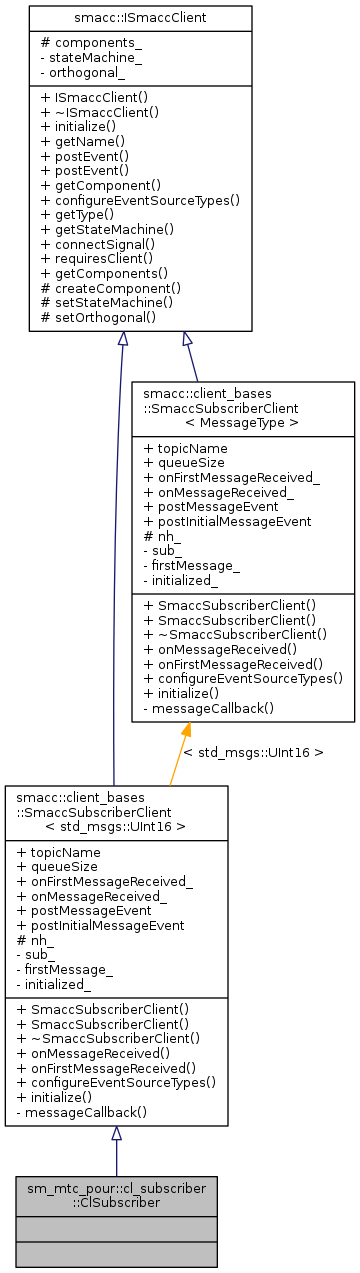 smacc::ISmaccClient
# components_
- stateMachine_
- orthogonal_
+ ISmaccClient()
+ ~ISmaccClient()
+ initialize()
+ getName()
+ postEvent()
+ postEvent()
+ getComponent()
+ configureEventSourceTypes()
+ getType()
+ getStateMachine()
+ connectSignal()
+ requiresClient()
+ getComponents()
# createComponent()
# setStateMachine()
# setOrthogonal()
smacc::client_bases
::SmaccSubscriberClient
< MessageType >
+ topicName
+ queueSize
+ onFirstMessageReceived_
+ onMessageReceived_
+ postMessageEvent
+ postInitialMessageEvent
# nh_
- sub_
- firstMessage_
- initialized_
+ SmaccSubscriberClient()
+ SmaccSubscriberClient()
+ ~SmaccSubscriberClient()
+ onMessageReceived()
+ onFirstMessageReceived()
+ configureEventSourceTypes()
+ initialize()
- messageCallback()
< std_msgs::UInt16 >
smacc::client_bases
::SmaccSubscriberClient
< std_msgs::UInt16 >
+ topicName
+ queueSize
+ onFirstMessageReceived_
+ onMessageReceived_
+ postMessageEvent
+ postInitialMessageEvent
# nh_
- sub_
- firstMessage_
- initialized_
+ SmaccSubscriberClient()
+ SmaccSubscriberClient()
+ ~SmaccSubscriberClient()
+ onMessageReceived()
+ onFirstMessageReceived()
+ configureEventSourceTypes()
+ initialize()
- messageCallback()
sm_mtc_pour::cl_subscriber
::ClSubscriber